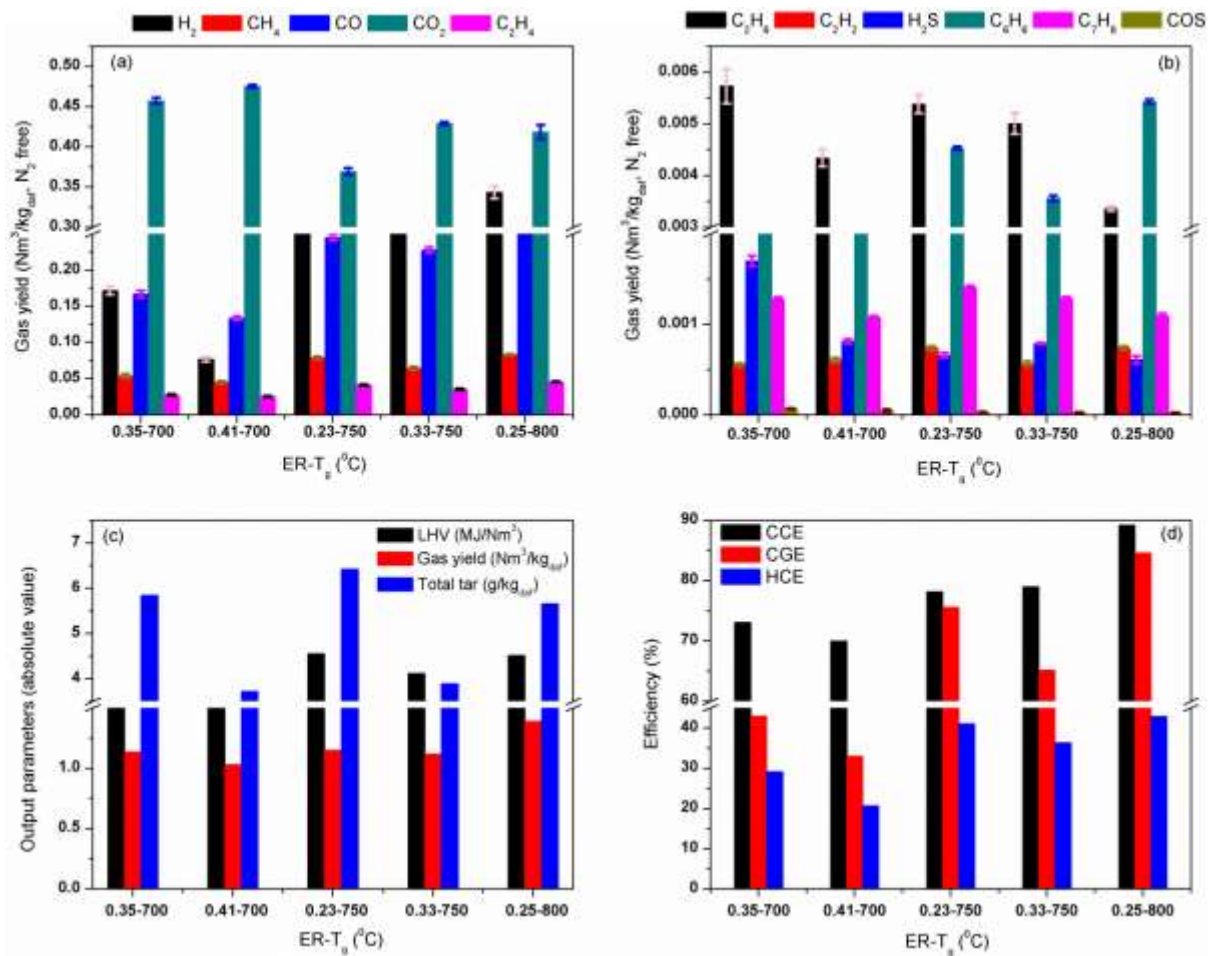 H2 CH4 CO CO2 C2H4
(a)
Gas yield (Nm3/kgdaf, N2 free)
0.50
0.45
0.40
0.35
0.30
0.20
0.15
0.10
0.05
0.00
0.35-700 0.41-700 0.23-750 0.33-750 0.25-800
ER-Tg (0C)
C2H6 C2H2 H2S C6H6 C7H8 COS
(b)
Gas yield (Nm3/kgdaf, N2 free)
0.006
0.005
0.004
0.003
0.001
0.000
0.35-700 0.41-700 0.23-750 0.33-750 0.25-800
ER-Tg (0C)
(c)
LHV (MJ/Nm3)
Gas yield (Nm3/kgdaf)
Total tar (g/kgdaf)
Output parameters (absolute value)
7
6
5
4
1.0
0.5
0.0
0.35-700 0.41-700 0.23-750 0.33-750 0.25-800
ER-Tg (0C)
(d)
CCE
CGE
HCE
Efficiency (%)
90
80
70
60
40
30
20
10
0
0.35-700 0.41-700 0.23-750 0.33-750 0.25-800
ER-Tg (0C)